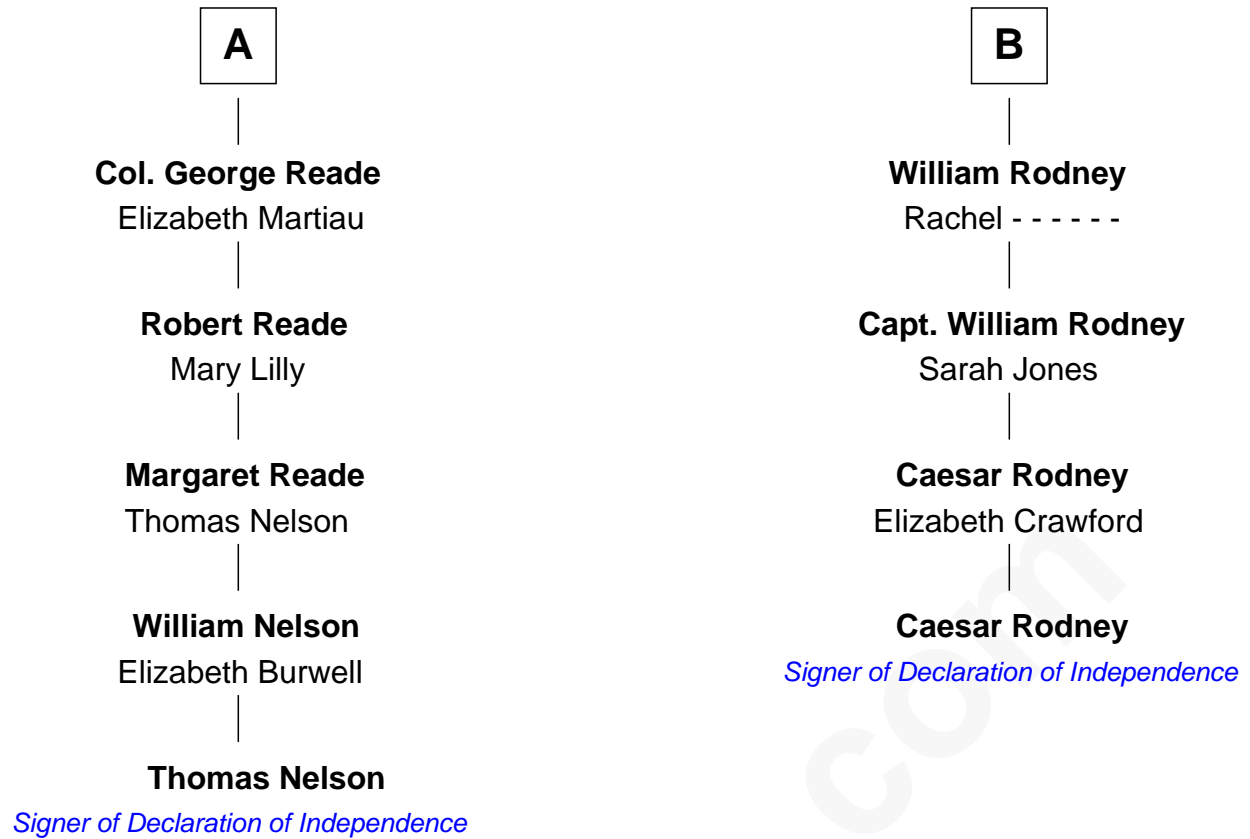 A
Col. George Reade
Elizabeth Martiau
Robert Reade
Mary Lilly
Margaret Reade
Thomas Nelson
William Nelson
Elizabeth Burwell
Thomas Nelson
Signer of Declaration of Independence
B
William Rodney
Rachel - - - - - -
Capt. William Rodney
Sarah Jones
Caesar Rodney
Elizabeth Crawford
Caesar Rodney
Signer of Declaration of Independence
com